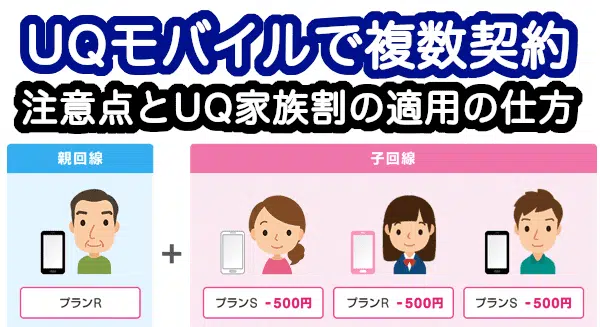 UQモバイルで複数契約
注意点とUQ家族割の適用の仕方
親回線
子回線
+
プランR
プランS -500円
プランR -500円
プランS -500円